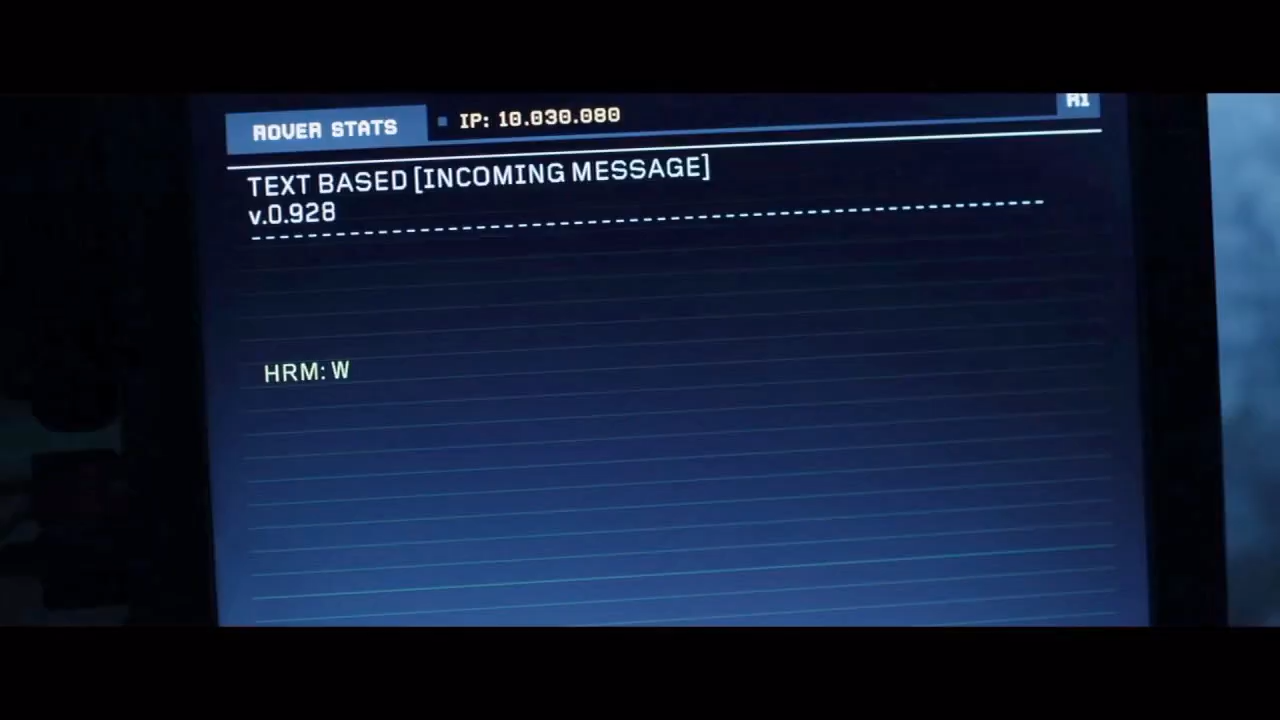 ROVER STATS
IP: 10.030.080
A1
TEXT BASED [INCOMING MESSAGE]
v.0.928
HRM: W